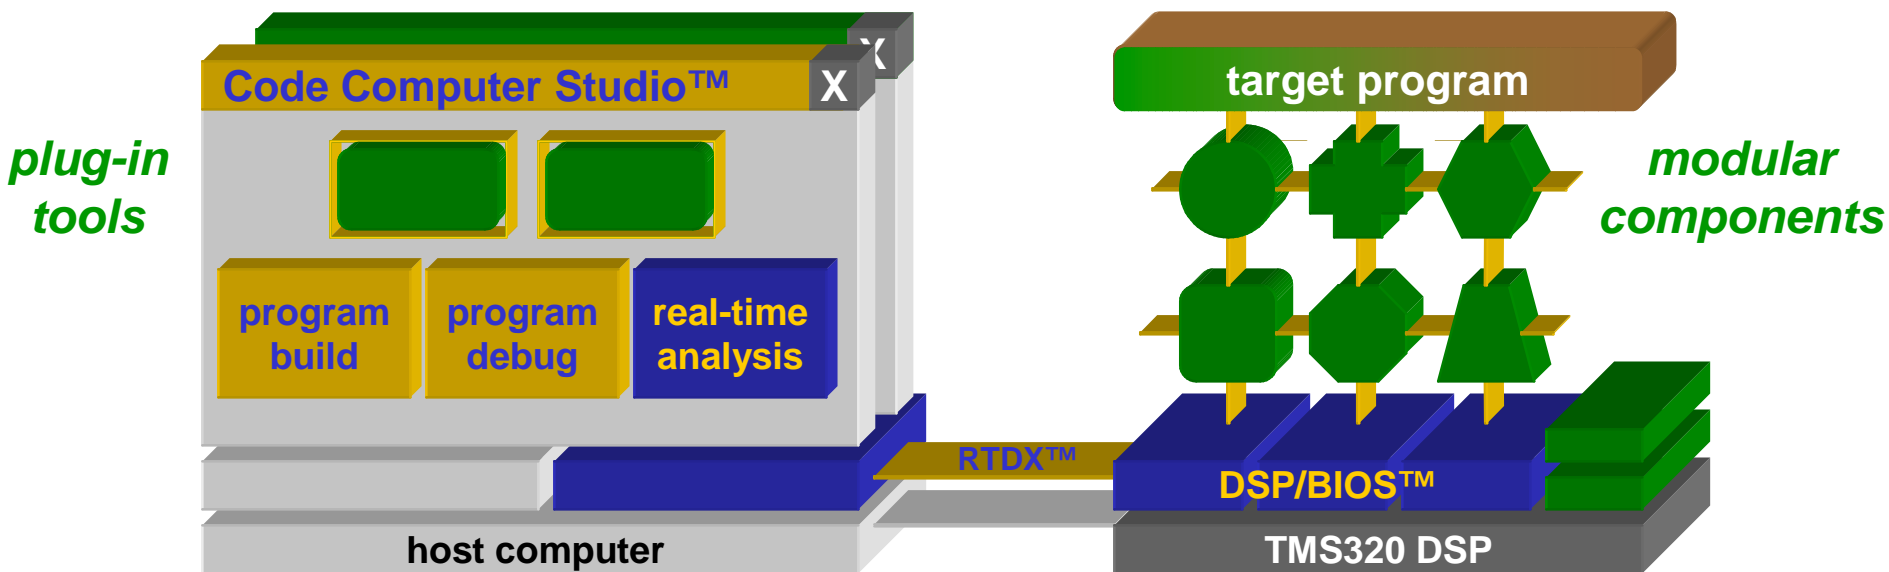 X
Code Computer Studio™ X
target program
plug-in
tools
modular
components
program
build
program
debug
real-time
analysis
RTDX™
DSP/BIOS™
host computer
TMS320 DSP